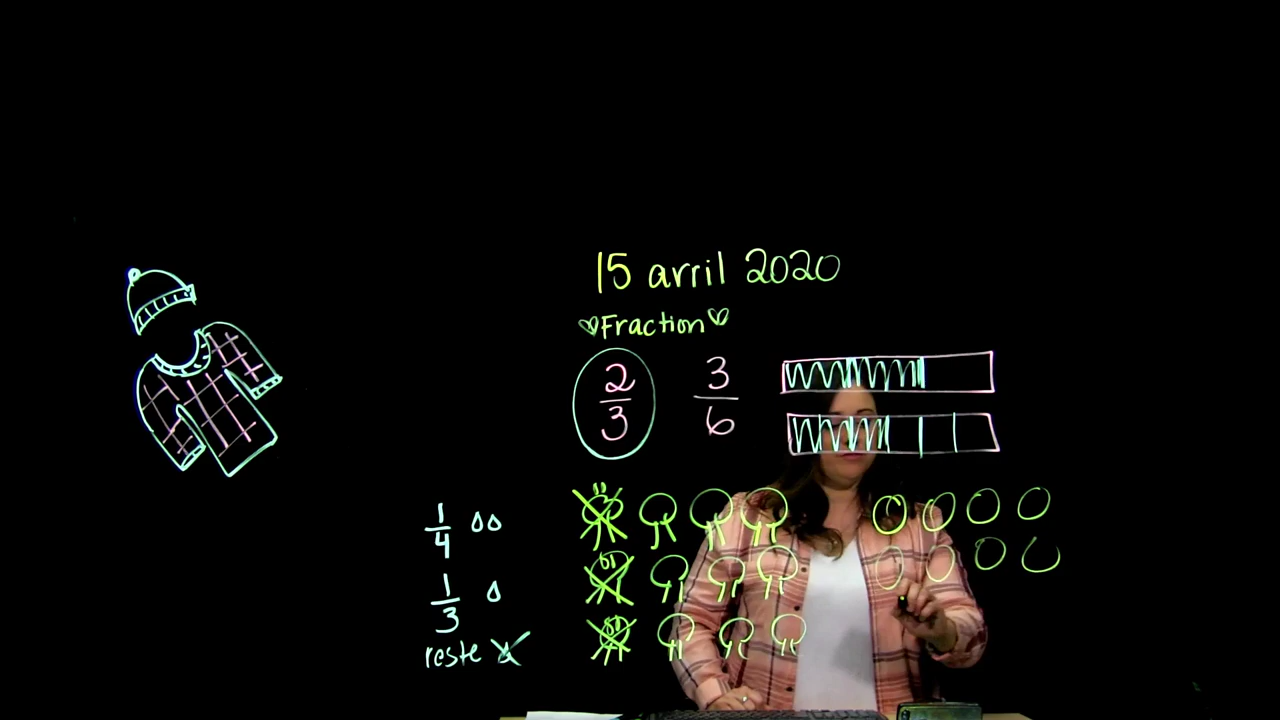 15 avril 2020
Fraction
2/3 3/6
1/4
1/3
reste